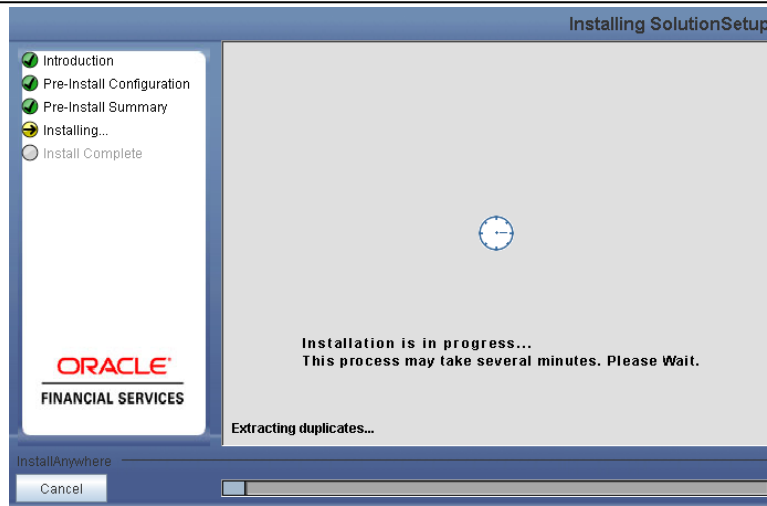 Installing SolutionSetup
Introduction
Pre-Install Configuration
Pre-Install Summary
Installing...
Install Complete
Installation is in progress...
This process may take several minutes. Please Wait.
ORACLE
FINANCIAL SERVICES
Extracting duplicates...
InstallAnywhere
Cancel